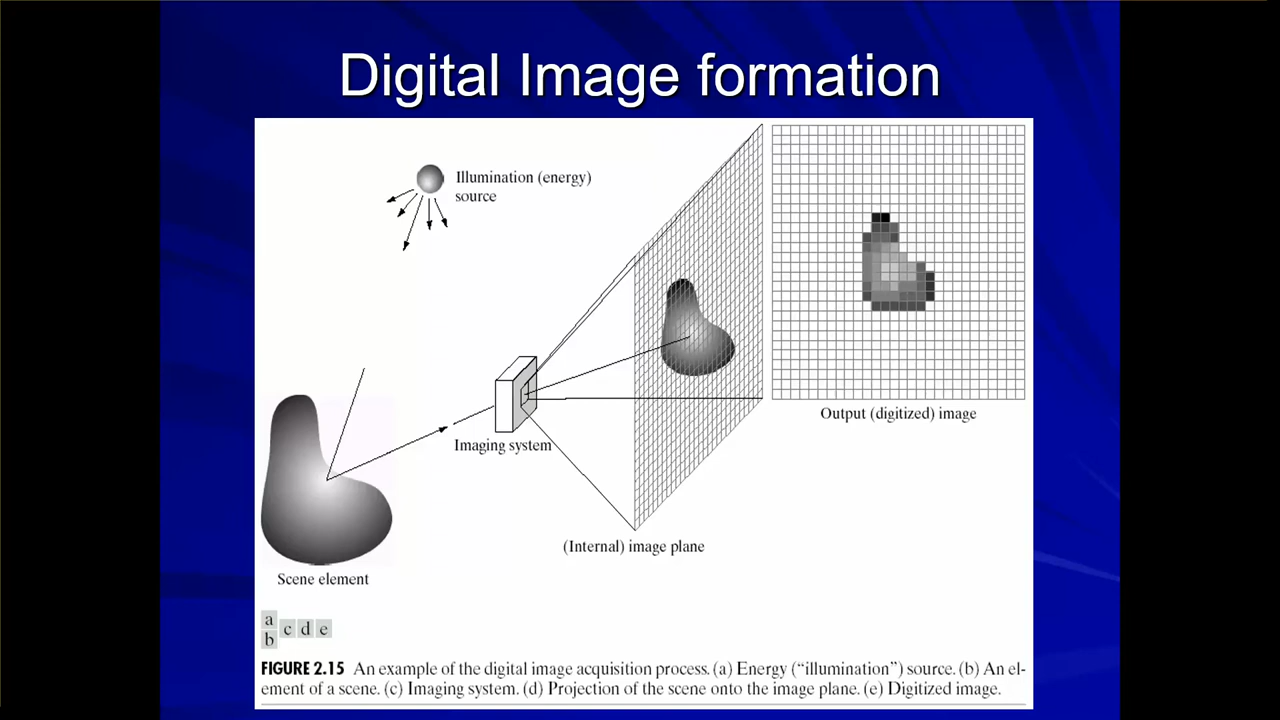 Digital Image formation
Illumination (energy)
source
Output (digitized) image
Imaging system
(Internal) image plane
Scene element
a
b
c d e
FIGURE 2.15 An example of the digital image acquisition process. (a) Energy (“illumination”) source. (b) An el-
ement of a scene. (c) Imaging system. (d) Projection of the scene onto the image plane. (e) Digitized image.